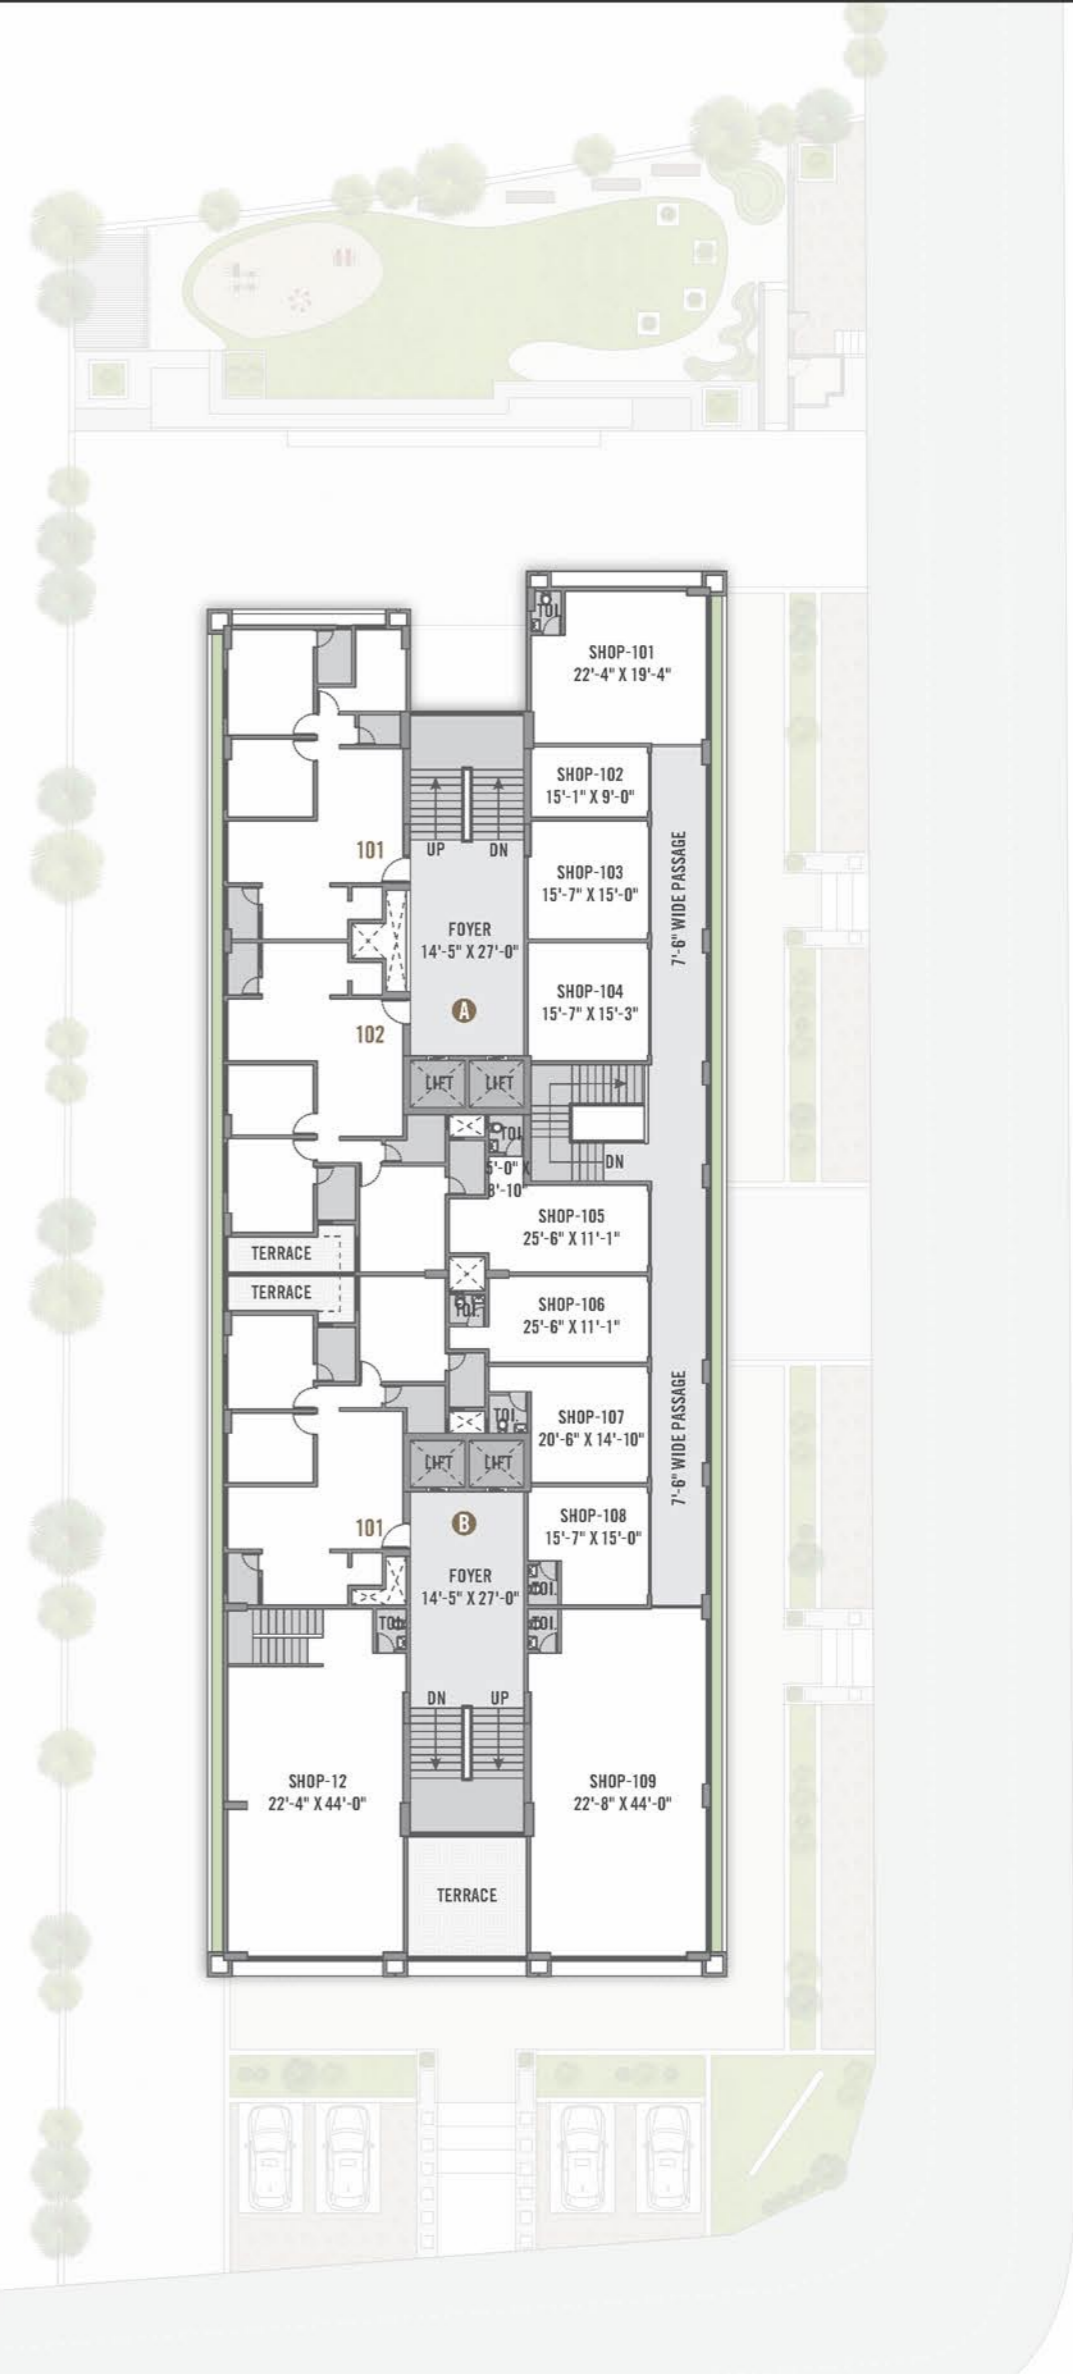 TOI.
SHOP-101
22'-4" X 19'-4"
SHOP-102
15'-1" X 9'-0"
101
UP
DN
SHOP-103
15'-7" X 15'-0"
7'-6" WIDE PASSAGE
FOYER
14'-5" X 27'-0"
SHOP-104
15'-7" X 15'-3"
A
102
LIFT
LIFT
TOI.
DN
5'-0" X
8'-10"
SHOP-105
25'-6" X 11'-1"
TERRACE
TERRACE
TOI.
SHOP-106
25'-6" X 11'-1"
TOI.
SHOP-107
20'-6" X 14'-10"
7'-6" WIDE PASSAGE
LIFT
LIFT
101
B
SHOP-108
15'-7" X 15'-0"
FOYER
14'-5" X 27'-0"
TOI.
TOI.
TOI.
DN
UP
SHOP-12
22'-4" X 44'-0"
SHOP-109
22'-8" X 44'-0"
TERRACE